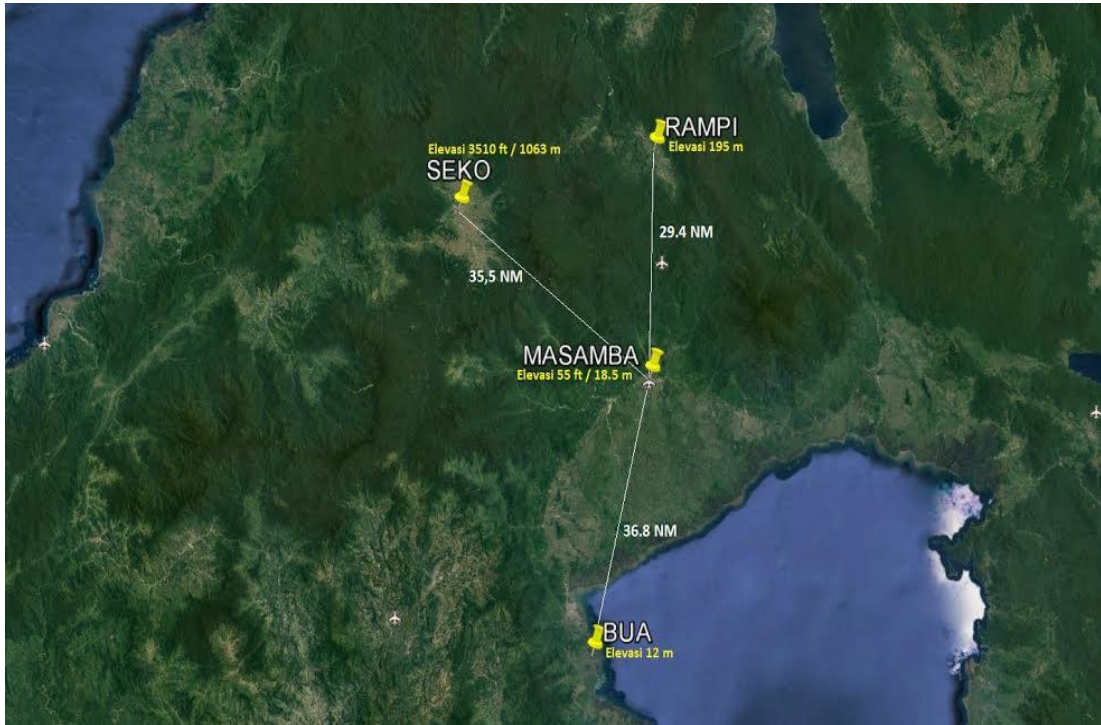 RAMPI
Elevasi 195 m
Elevasi 3510 ft / 1063 m
SEKO
29.4 NM
35,5 NM
MASAMBA
Elevasi 55 ft / 18.5 m
36.8 NM
BUA
Elevasi 12 m